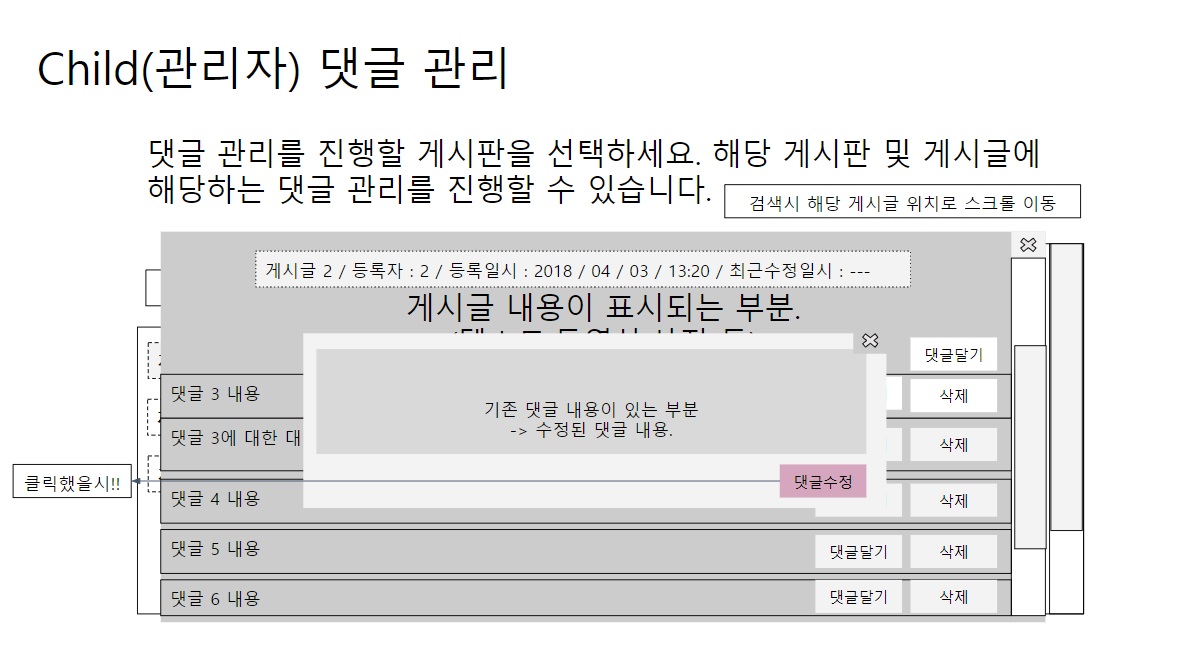 Child(관리자) 댓글 관리
댓글 관리를 진행할 게시판을 선택하세요. 해당 게시판 및 게시글에
해당하는 댓글 관리를 진행할 수 있습니다.
검색시 해당 게시글 위치로 스크롤 이동
게시글 2 / 등록자 : 2 / 등록일시 : 2018 / 04 / 03 / 13:20 / 최근수정일시 : ---
게시글 내용이 표시되는 부분.
댓글달기
댓글 3 내용
삭제
기존 댓글 내용이 있는 부분
-> 수정된 댓글 내용.
댓글 3에 대한 대
삭제
클릭했을시!!
댓글수정
댓글 4 내용
삭제
댓글 5 내용
댓글달기
삭제
댓글 6 내용
댓글달기
삭제